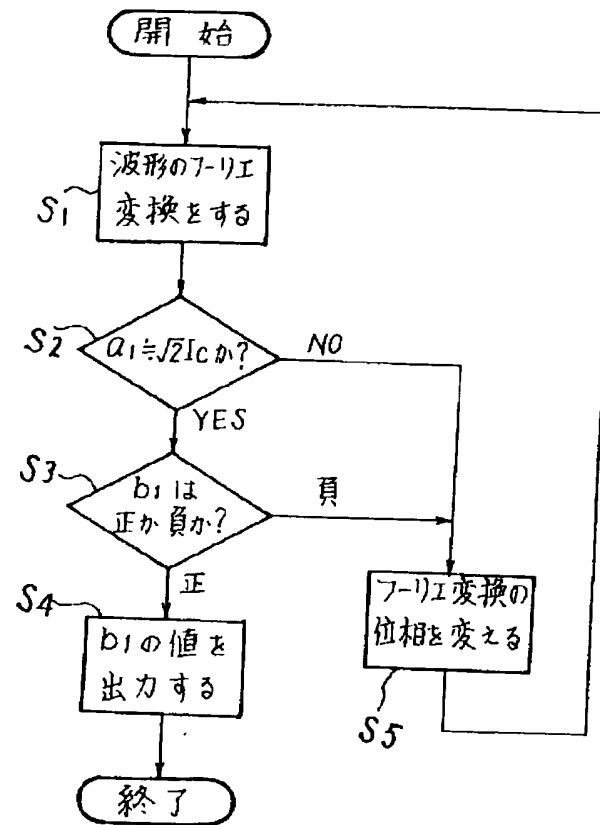 開始
波形のフーリエ
変換をする
S1
a1≒√2Icか?
S2
NO
YES
b1は
正か負か?
S3
負
正
b1の値を
出力する
S4
フーリエ変換の
位相を変える
S5
終了